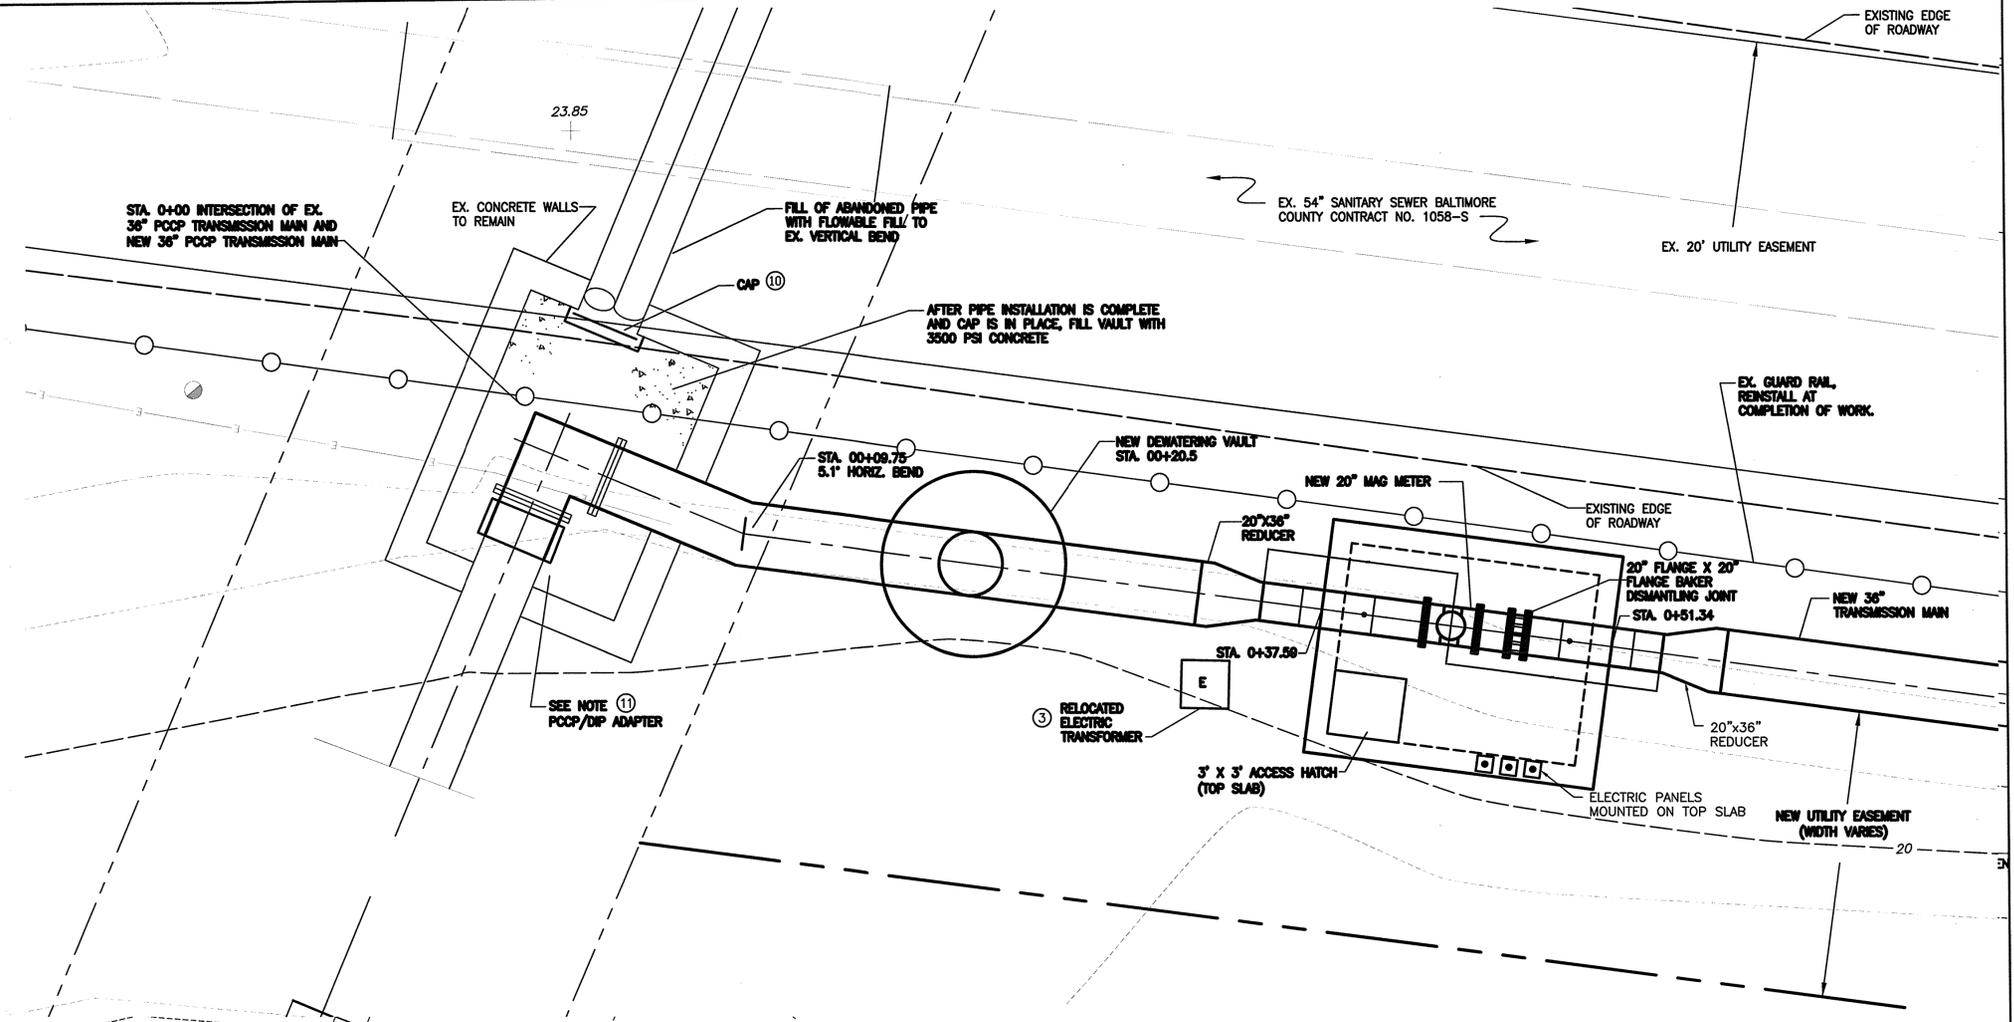 EXISTING EDGE
OF ROADWAY
23.85
STA. 0+00 INTERSECTION OF EX.
36" PCCP TRANSMISSION MAIN AND
NEW 36" PCCP TRANSMISSION MAIN
EX. CONCRETE WALLS
TO REMAIN
FILL OF ABANDONED PIPE
WITH FLOWABLE FILL TO
EX. VERTICAL BEND
EX. 54" SANITARY SEWER BALTIMORE
COUNTY CONTRACT NO. 1058-S
EX. 20' UTILITY EASEMENT
CAP 10
AFTER PIPE INSTALLATION IS COMPLETE
AND CAP IS IN PLACE, FILL VAULT WITH
3500 PSI CONCRETE
EX. GUARD RAIL,
REINSTALL AT
COMPLETION OF WORK.
E
E
E
E
E
STA. 00+09.75
5.1° HORIZ. BEND
NEW DEWATERING VAULT
STA. 00+20.5
NEW 20" MAG METER
EXISTING EDGE
OF ROADWAY
20"X36"
REDUCER
20" FLANGE X 20"
FLANGE BAKER
DISMANTLING JOINT
STA. 0+51.34
NEW 36"
TRANSMISSION MAIN
STA. 0+37.59
E
SEE NOTE 11
PCCP/DIP ADAPTER
3 RELOCATED
ELECTRIC
TRANSFORMER
20"x36"
REDUCER
3' X 3' ACCESS HATCH
(TOP SLAB)
ELECTRIC PANELS
MOUNTED ON TOP SLAB
NEW UTILITY EASEMENT
(WIDTH VARIES)
20